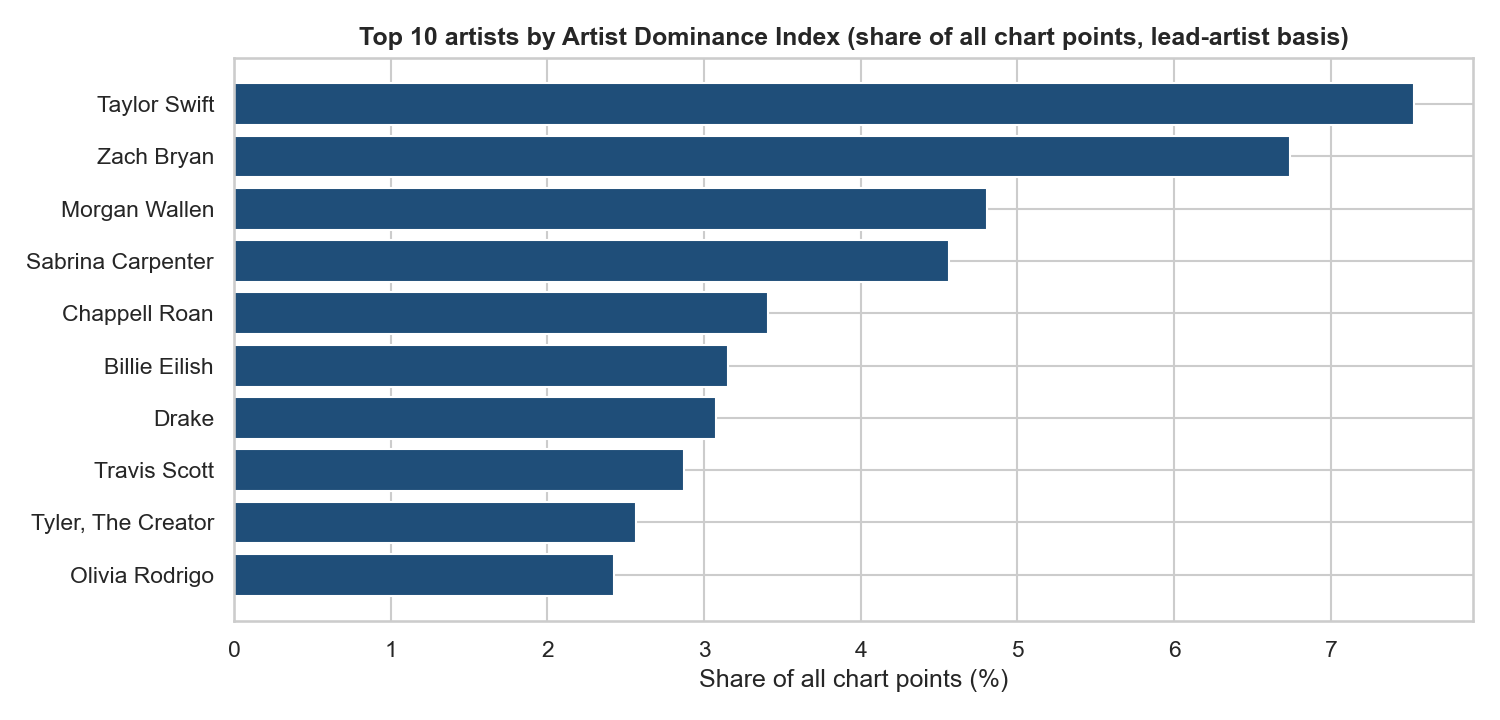 Top 10 artists by Artist Dominance Index (share of all chart points, lead-artist basis)
Taylor Swift
Zach Bryan
Morgan Wallen
Sabrina Carpenter
Chappell Roan
Billie Eilish
Drake
Travis Scott
Tyler, The Creator
Olivia Rodrigo
0 1 2 3 4 5 6 7
Share of all chart points (%)